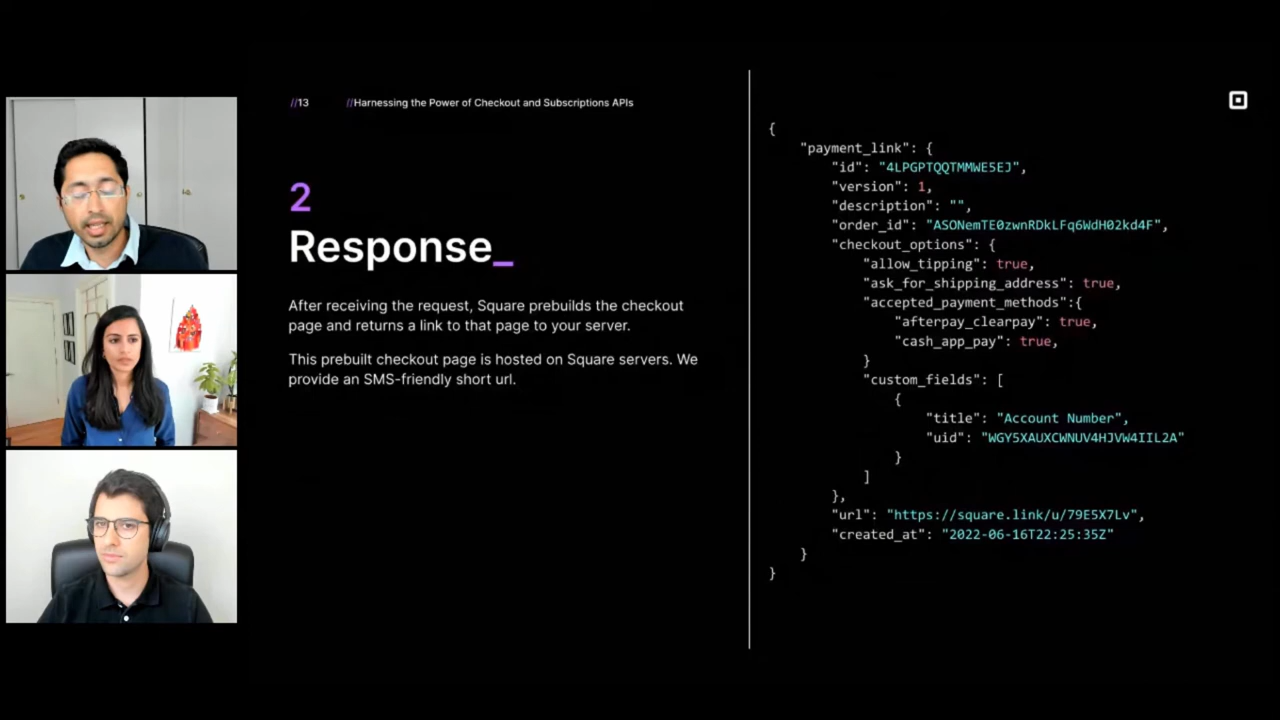 //13 //Harnessing the Power of Checkout and Subscriptions APIs
2
Response_
After receiving the request, Square prebuilds the checkout
page and returns a link to that page to your server.
This prebuilt checkout page is hosted on Square servers. We
provide an SMS-friendly short url.
{
"payment_link": {
"id": "4LPGPTQQTMMWE5EJ",
"version": 1,
"description": "",
"order_id": "ASONemTE0zwnRDkLFq6WdH02kd4F",
"checkout_options": {
"allow_tipping": true,
"ask_for_shipping_address": true,
"accepted_payment_methods":{
"afterpay_clearpay": true,
"cash_app_pay": true,
}
"custom_fields": [
{
"title": "Account Number",
"uid": "WGY5XAUXCWNUV4HJVW4IIL2A"
}
]
},
"url": "https://square.link/u/79E5X7Lv",
"created_at": "2022-06-16T22:25:35Z"
}
}